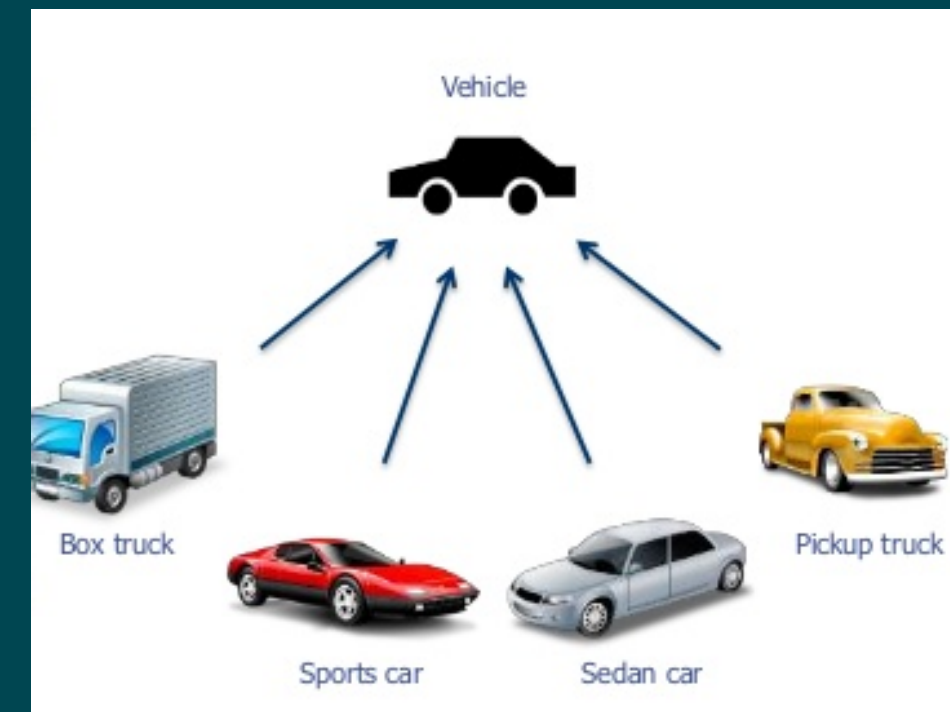 Vehicle
Box truck
Pickup truck
Sports car
Sedan car